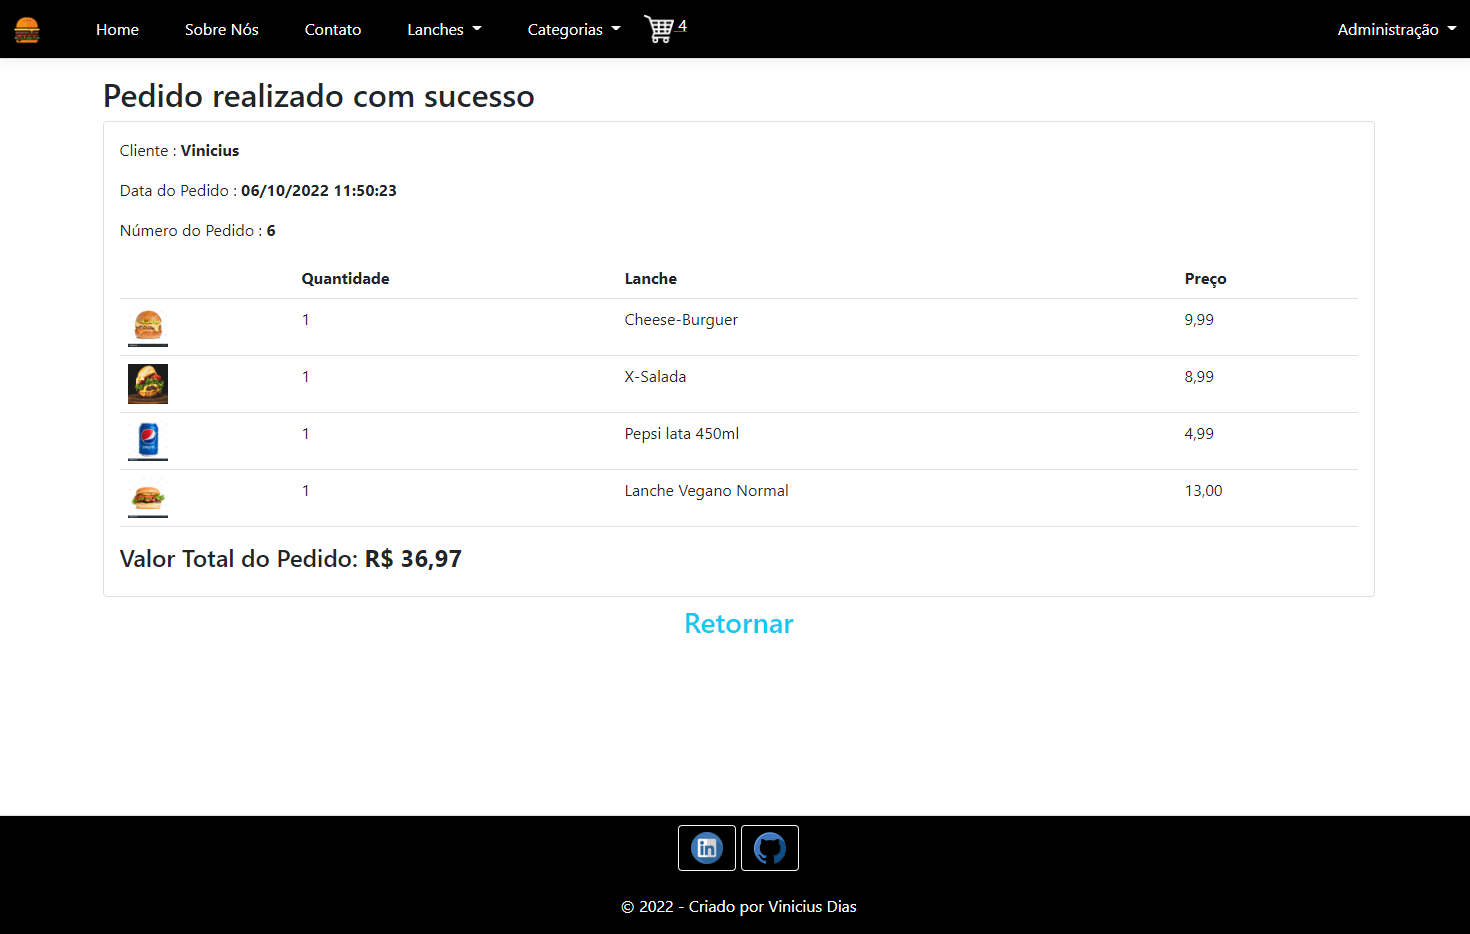 Home Sobre Nós Contato Lanches Categorias 4 Administração
Pedido realizado com sucesso
Cliente : Vinicius
Data do Pedido : 06/10/2022 11:50:23
Número do Pedido : 6
Quantidade Lanche Preço
1 Cheese-Burguer 9,99
1 X-Salada 8,99
1 Pepsi lata 450ml 4,99
1 Lanche Vegano Normal 13,00
Valor Total do Pedido: R$ 36,97
Retornar
in
© 2022 - Criado por Vinicius Dias